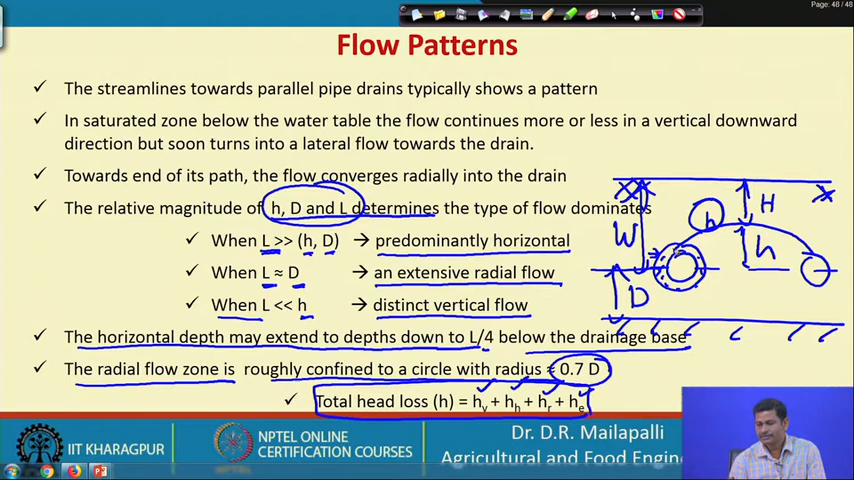 Page: 48 / 48
Flow Patterns
✓ The streamlines towards parallel pipe drains typically shows a pattern
✓ In saturated zone below the water table the flow continues more or less in a vertical downward
direction but soon turns into a lateral flow towards the drain.
✓ Towards end of its path, the flow converges radially into the drain
✓ The relative magnitude of h, D and L determines the type of flow dominates
✓ When L >> (h, D) → predominantly horizontal
✓ When L ≈ D → an extensive radial flow
✓ When L << h → distinct vertical flow
✓ The horizontal depth may extend to depths down to L/4 below the drainage base
✓ The radial flow zone is roughly confined to a circle with radius = 0.7 D
✓ Total head loss (h) = hv + hh + hr + he
H
h
W
h
D
IIT KHARAGPUR
NPTEL ONLINE
CERTIFICATION COURSES
Dr. D.R. Mailapalli
Agricultural and Food Engine